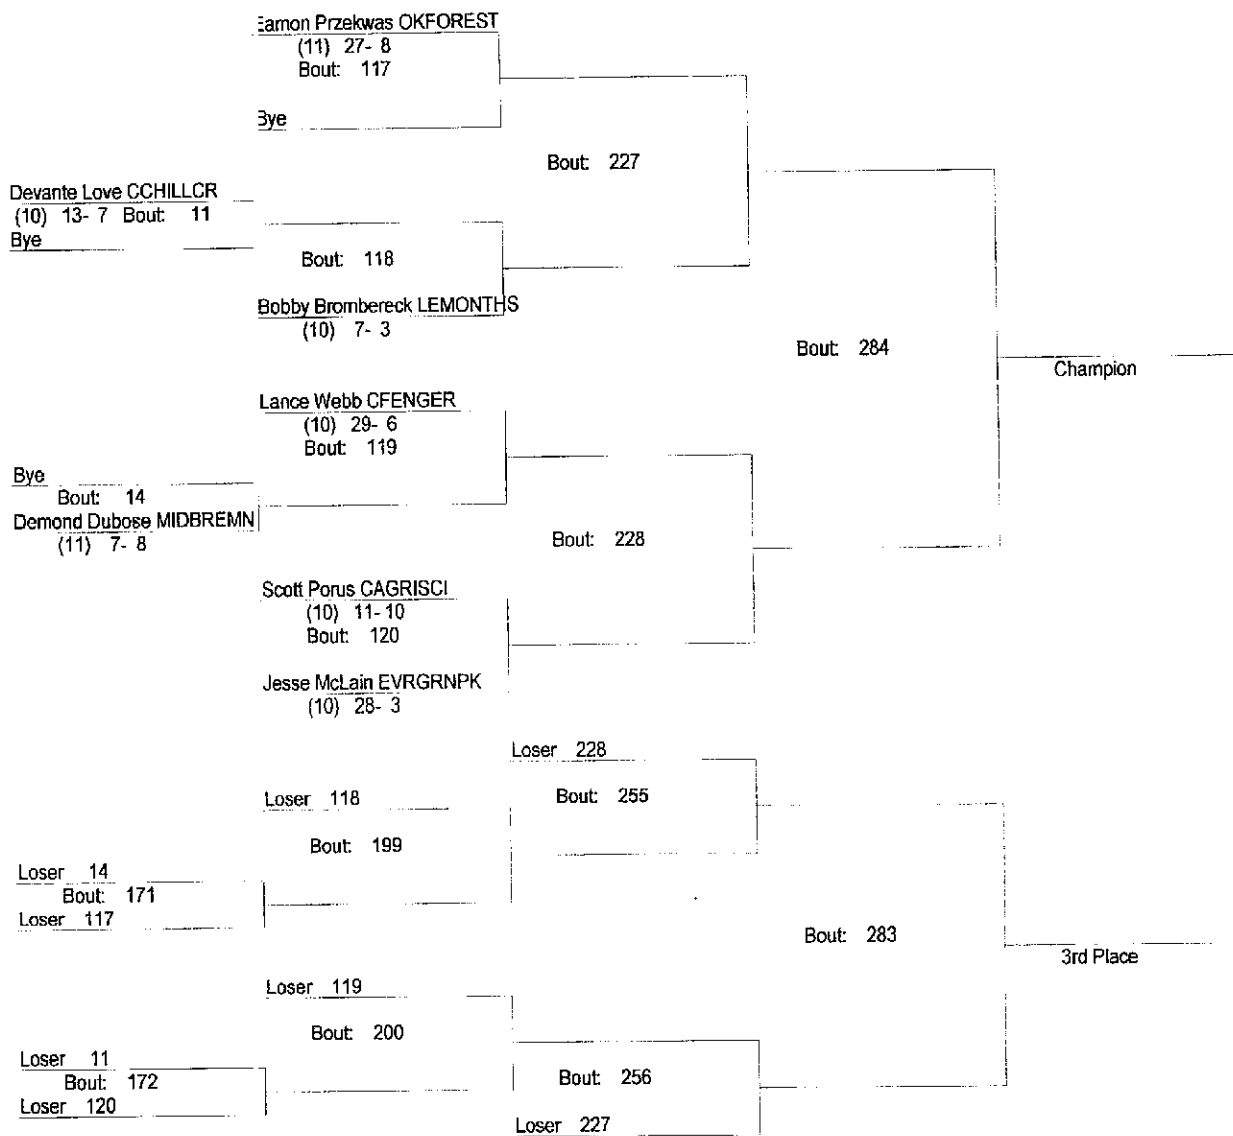 Eamon Przekwas OKFOREST
(11) 27- 8
Bout: 117
Bye
Bout: 227
Devante Love CCHILLCR
(10) 13- 7 Bout: 11
Bye
Bout: 118
Bobby Brombereck LEMONTHS
(10) 7- 3
Bout: 284
Champion
Lance Webb CFENGER
(10) 29- 6
Bout: 119
Bye
Bout: 14
Demond Dubose MIDBREMN
(11) 7- 8
Bout: 228
Scott Porus CAGRISCI
(10) 11- 10
Bout: 120
Jesse McLain EVRGRNPK
(10) 28- 3
Loser 228
Loser 118
Bout: 255
Bout: 199
Loser 14
Bout: 171
Loser 117
Bout: 283
3rd Place
Loser 119
Bout: 200
Loser 11
Bout: 172
Loser 120
Bout: 256
Loser 227